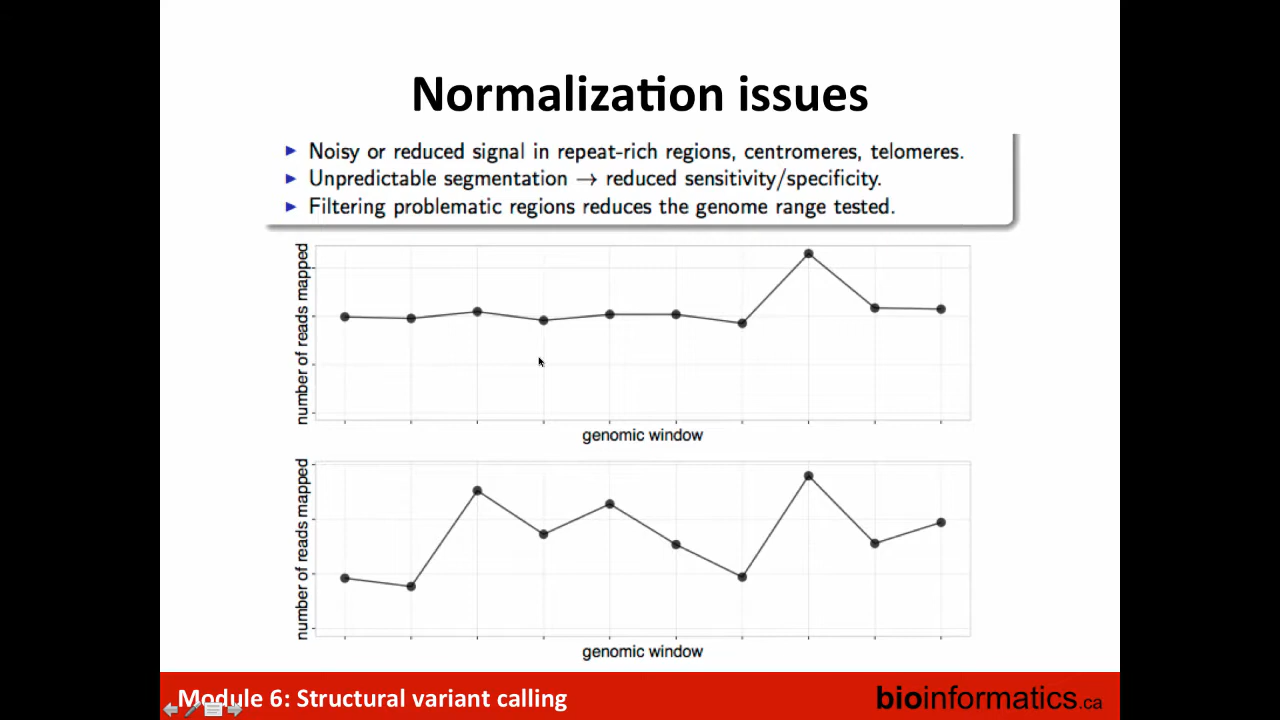 Normalization issues
► Noisy or reduced signal in repeat-rich regions, centromeres, telomeres.
► Unpredictable segmentation → reduced sensitivity/specificity.
► Filtering problematic regions reduces the genome range tested.
number of reads mapped
genomic window
number of reads mapped
genomic window
Module 6: Structural variant calling
bioinformatics.ca